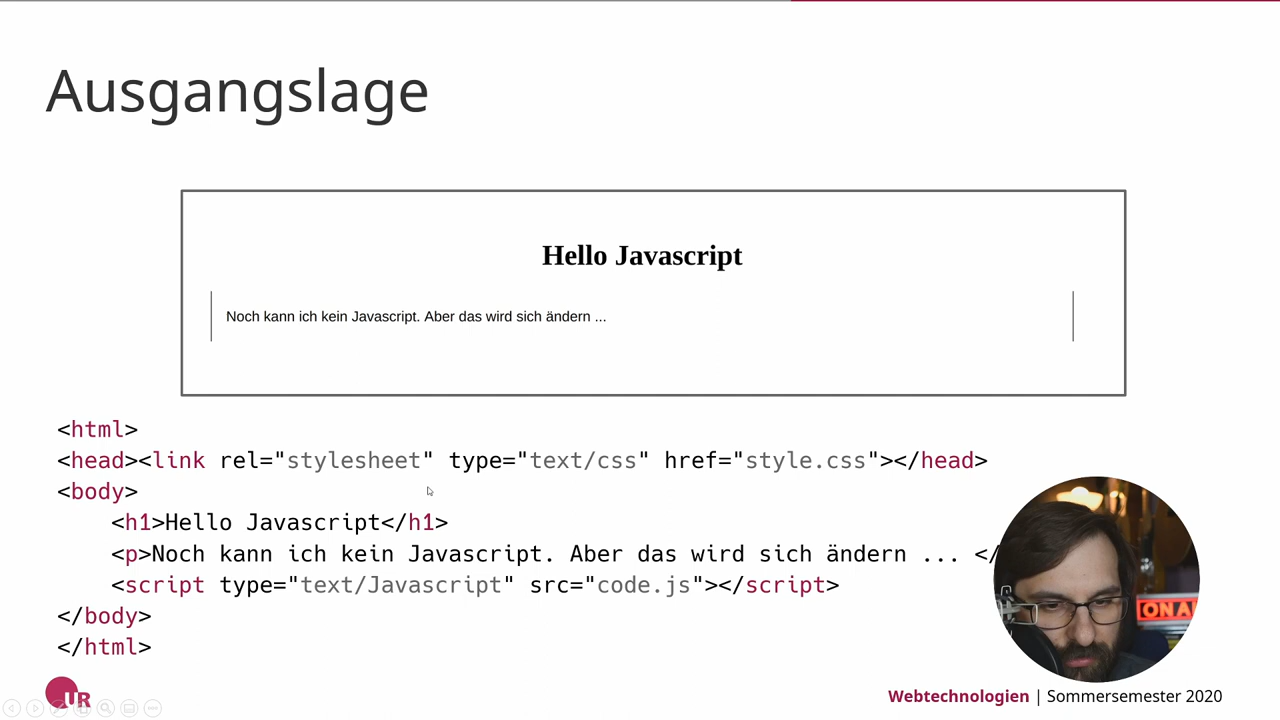 Ausgangslage
Hello Javascript
Noch kann ich kein Javascript. Aber das wird sich ändern ...
<html>
<head><link rel="stylesheet" type="text/css" href="style.css"></head>
<body>
<h1>Hello Javascript</h1>
<p>Noch kann ich kein Javascript. Aber das wird sich ändern ... </
<script type="text/Javascript" src="code.js"></script>
</body>
</html>
ON A
UR
Webtechnologien | Sommersemester 2020